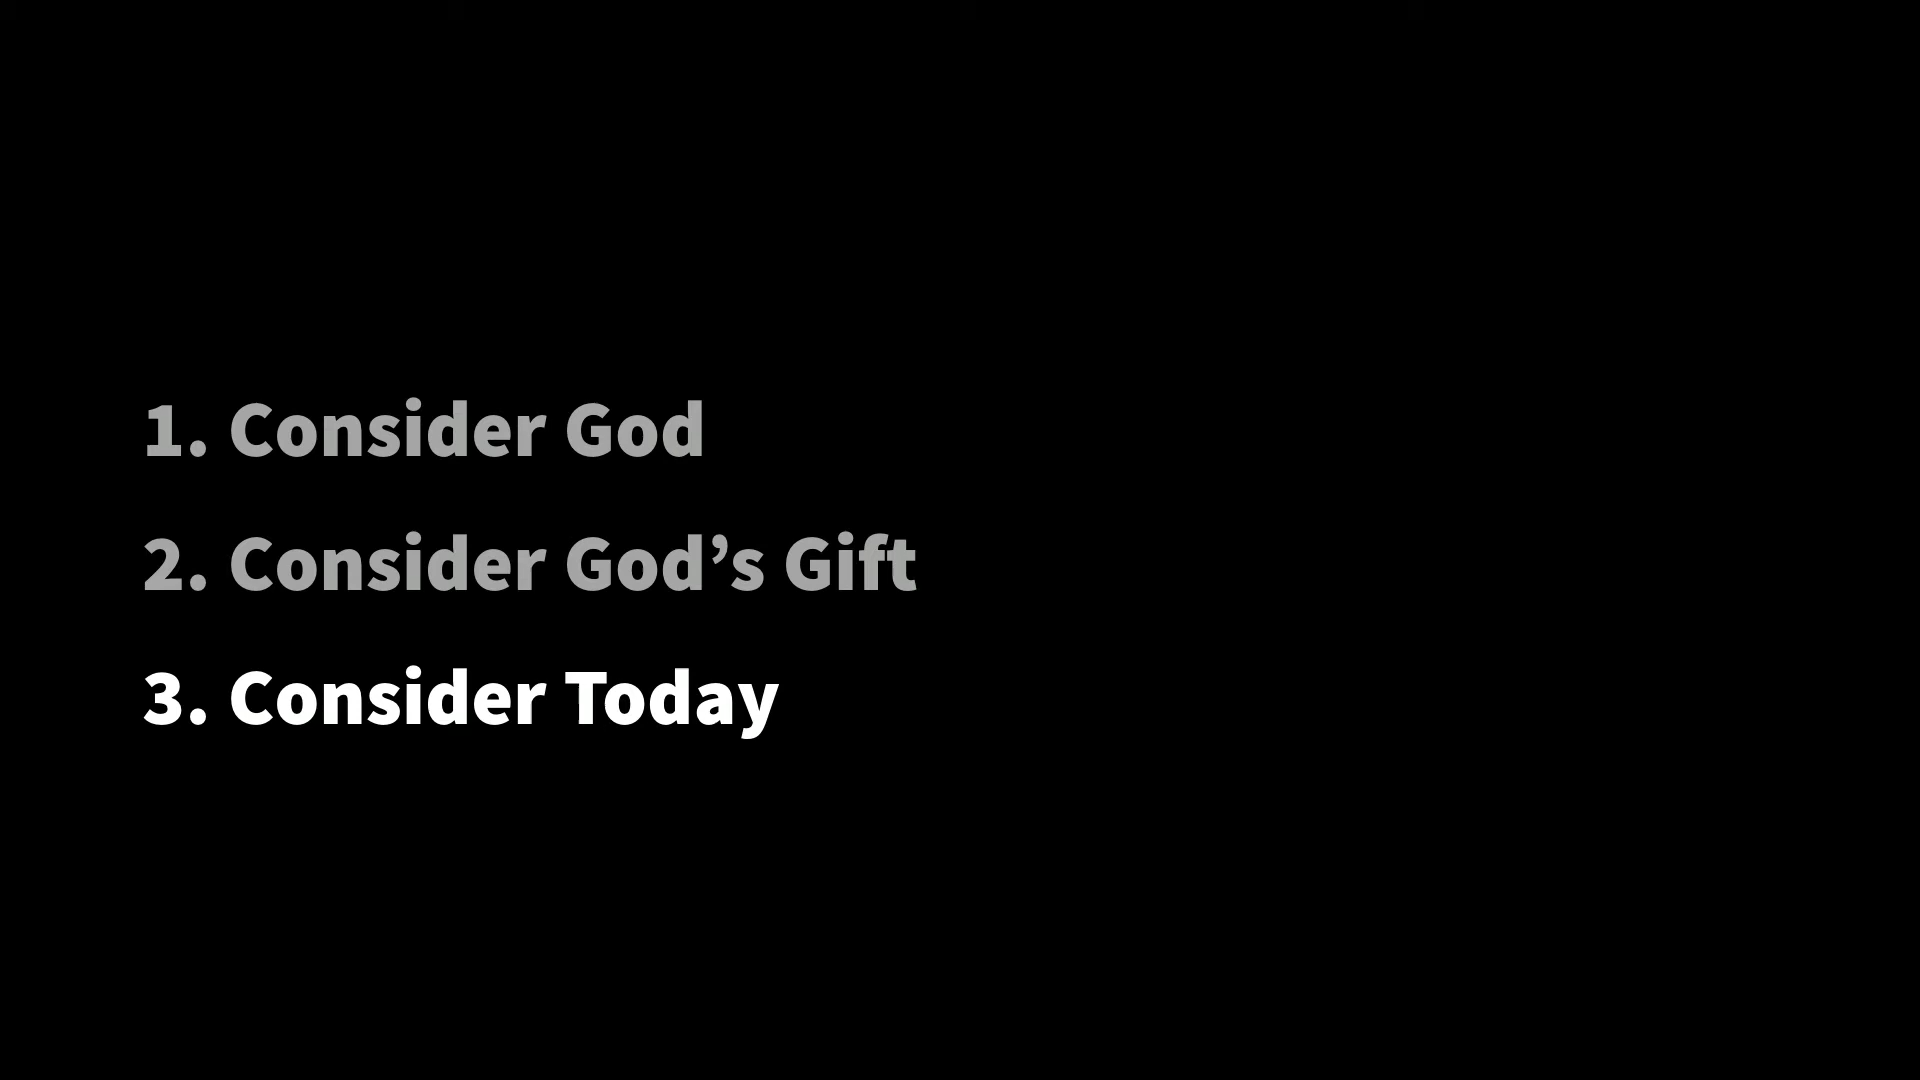 1. Consider God
2. Consider God’s Gift
3. Consider Today